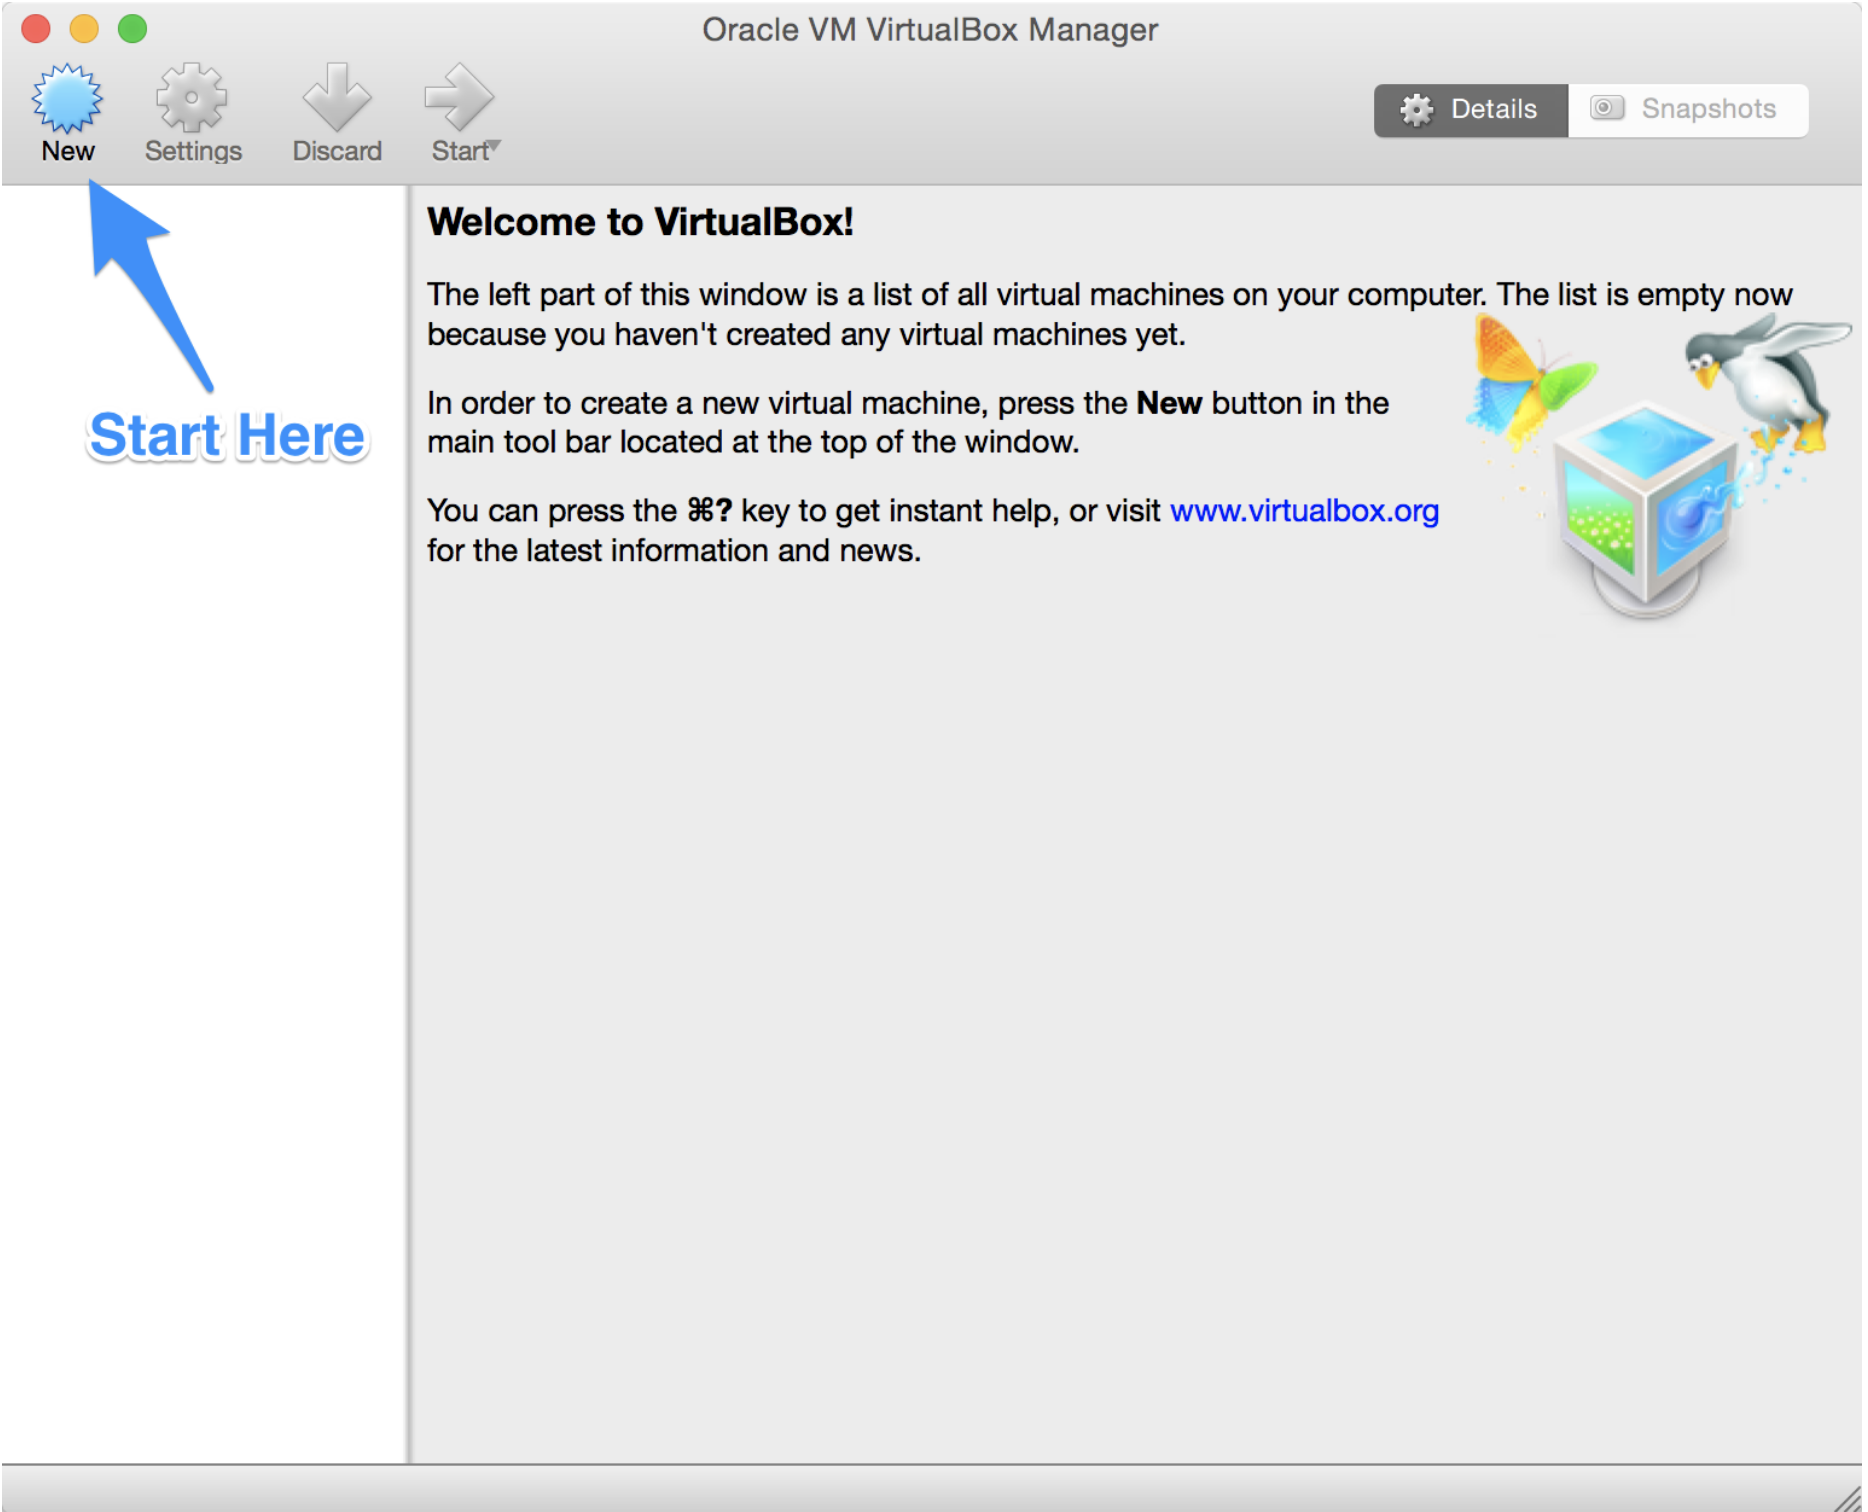 Oracle VM VirtualBox Manager
New
Settings
Discard
Start
Details
Snapshots
Start Here
Welcome to VirtualBox!
The left part of this window is a list of all virtual machines on your computer. The list is empty now
because you haven't created any virtual machines yet.
In order to create a new virtual machine, press the New button in the
main tool bar located at the top of the window.
You can press the ⌘? key to get instant help, or visit www.virtualbox.org
for the latest information and news.